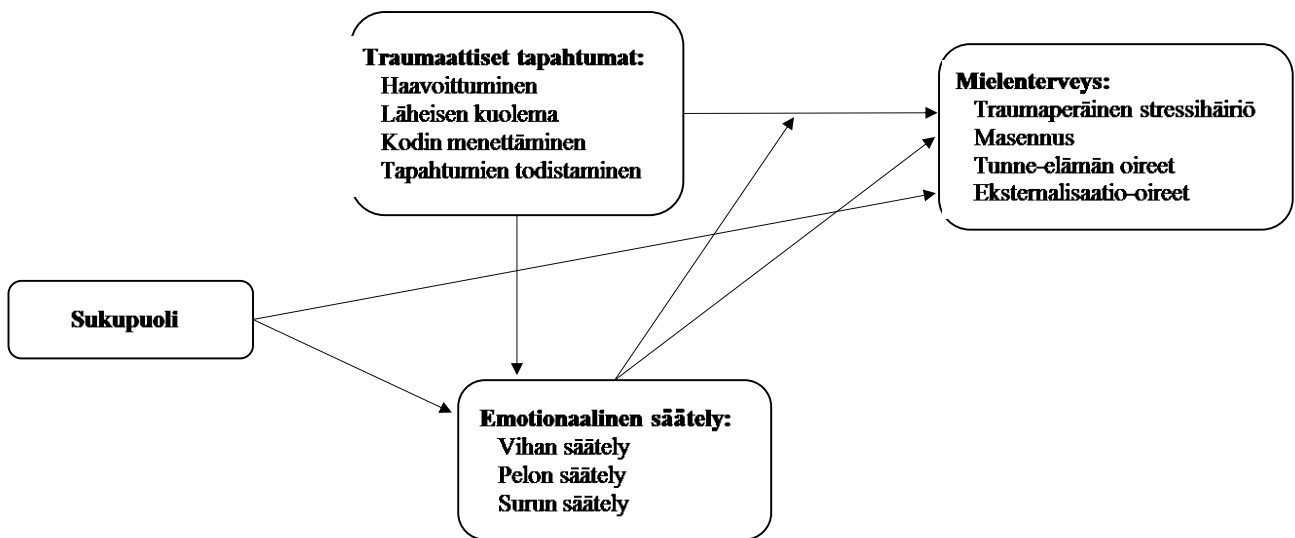 Traumaattiset tapahtumat:
Haavoittuminen
Läheisen kuolema
Kodin menettäminen
Tapahtumien todistaminen
Mielenterveys:
Traumaperäinen stressihäiriö
Masennus
Tunne-elämän oireet
Eksternalisaatio-oireet
Sukupuoli
Emotionaalinen säätely:
Vihan säätely
Pelon säätely
Surun säätely